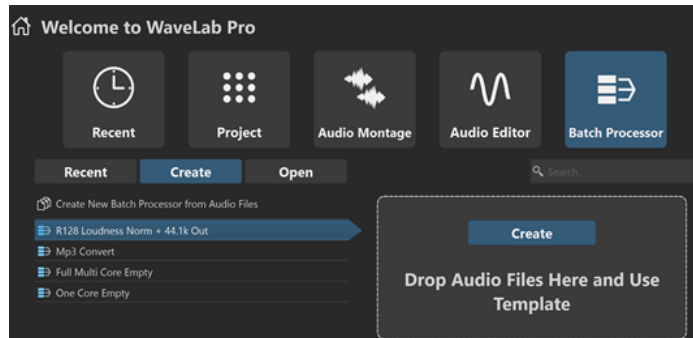 Welcome to WaveLab Pro
Recent
Project
Audio Montage
Audio Editor
Batch Processor
Recent
Create
Open
Search
Create New Batch Processor from Audio Files
R128 Loudness Norm + 44.1k Out
Mp3 Convert
Full Multi Core Empty
One Core Empty
Create
Drop Audio Files Here and Use
Template